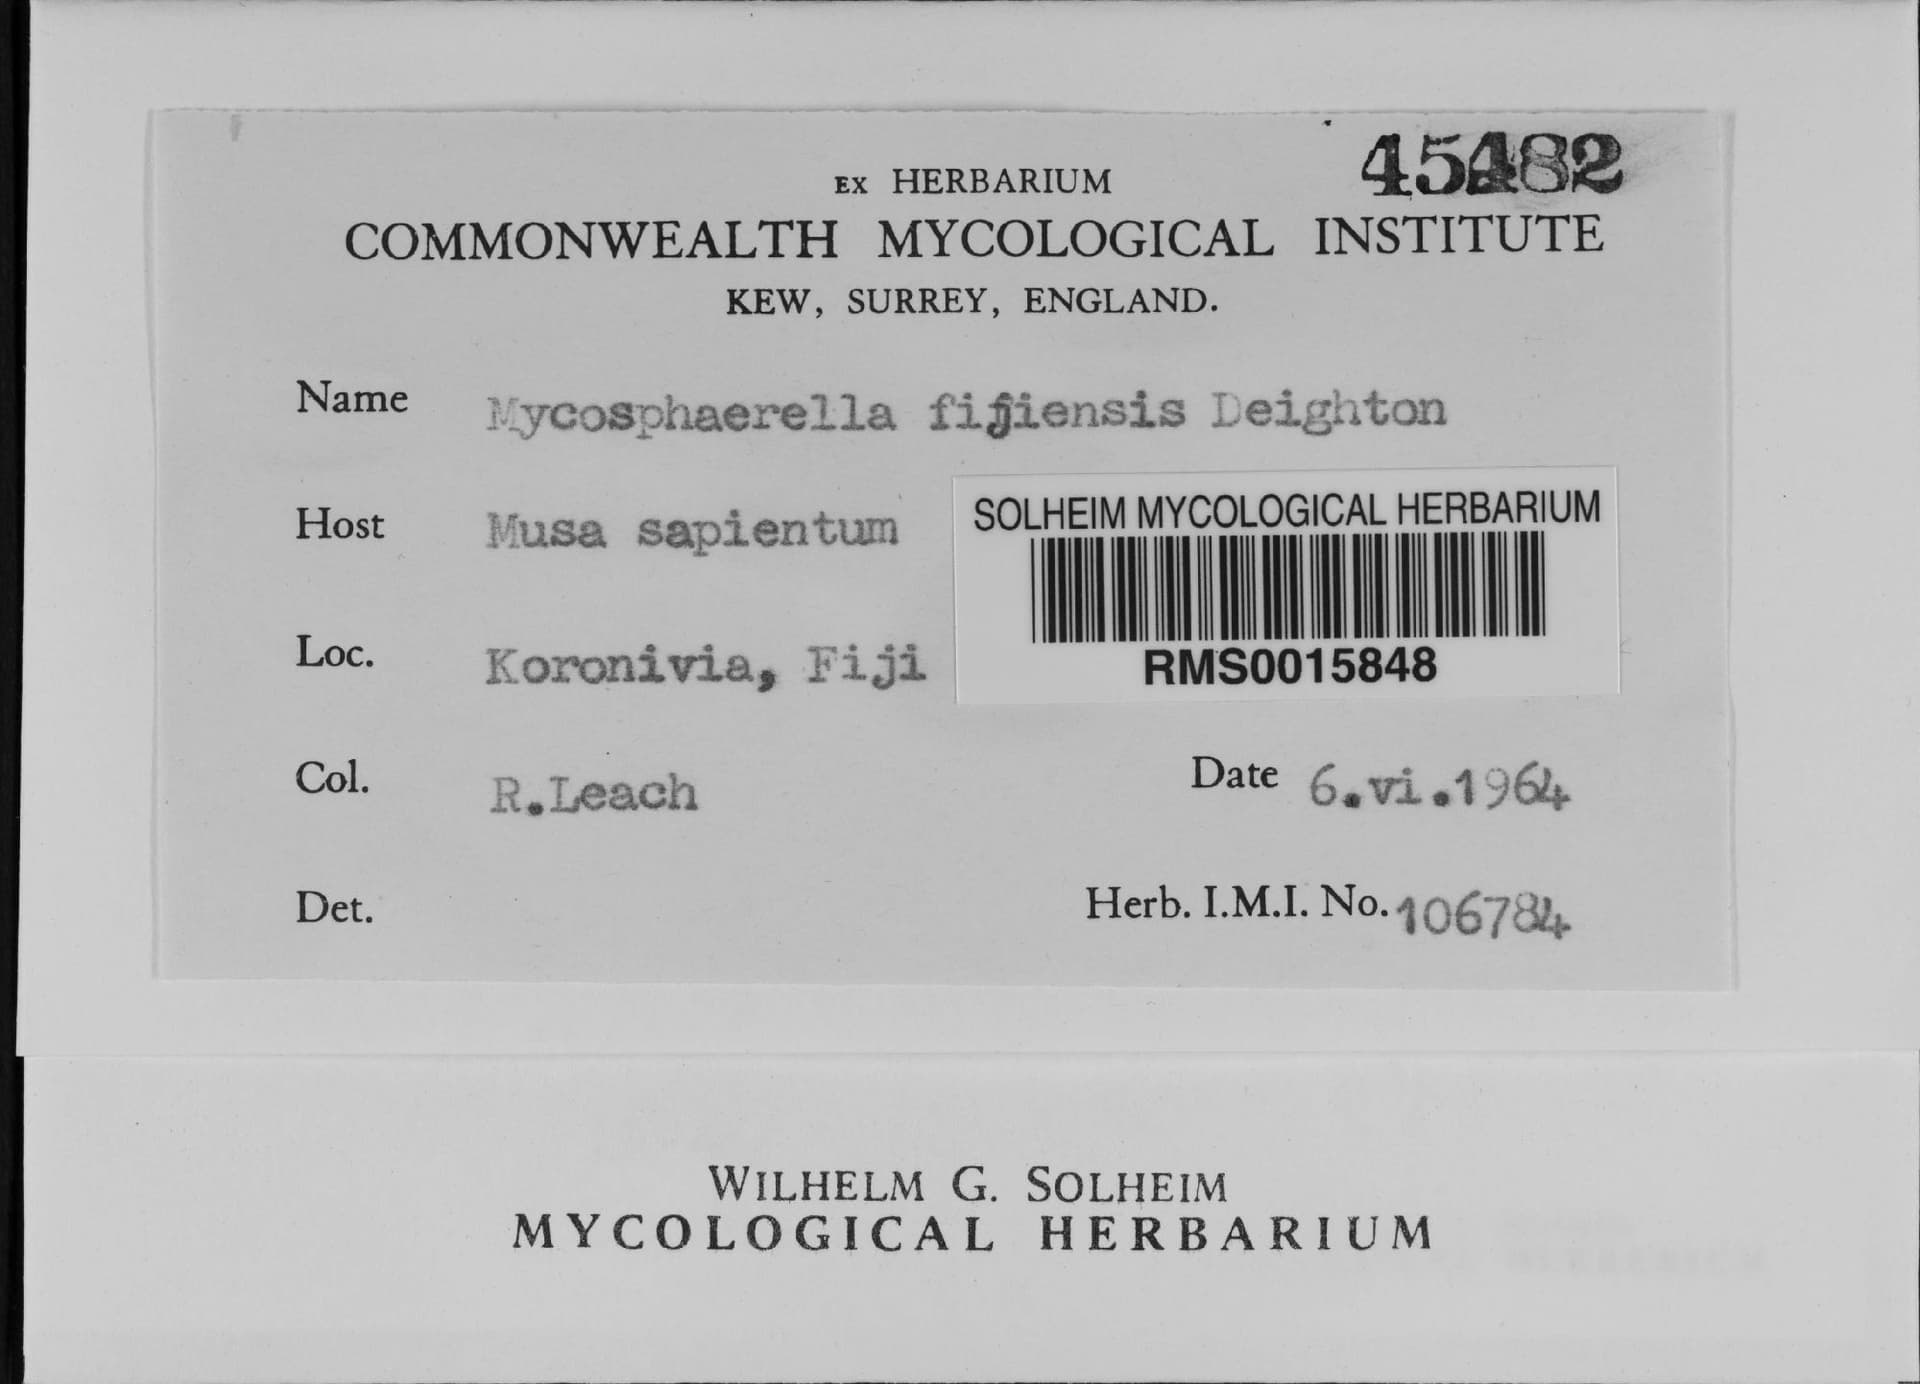 45482
EX HERBARIUM
COMMONWEALTH MYCOLOGICAL INSTITUTE
KEW, SURREY, ENGLAND.
Name Mycosphaerella fijiensis Deighton
Host Musa sapientum
SOLHEIM MYCOLOGICAL HERBARIUM
RMS0015848
Loc. Koronivia, Fiji
Col. R.Leach Date 6.vi.1964
Det. Herb. I.M.I. No. 106784
WILHELM G. SOLHEIM
MYCOLOGICAL HERBARIUM